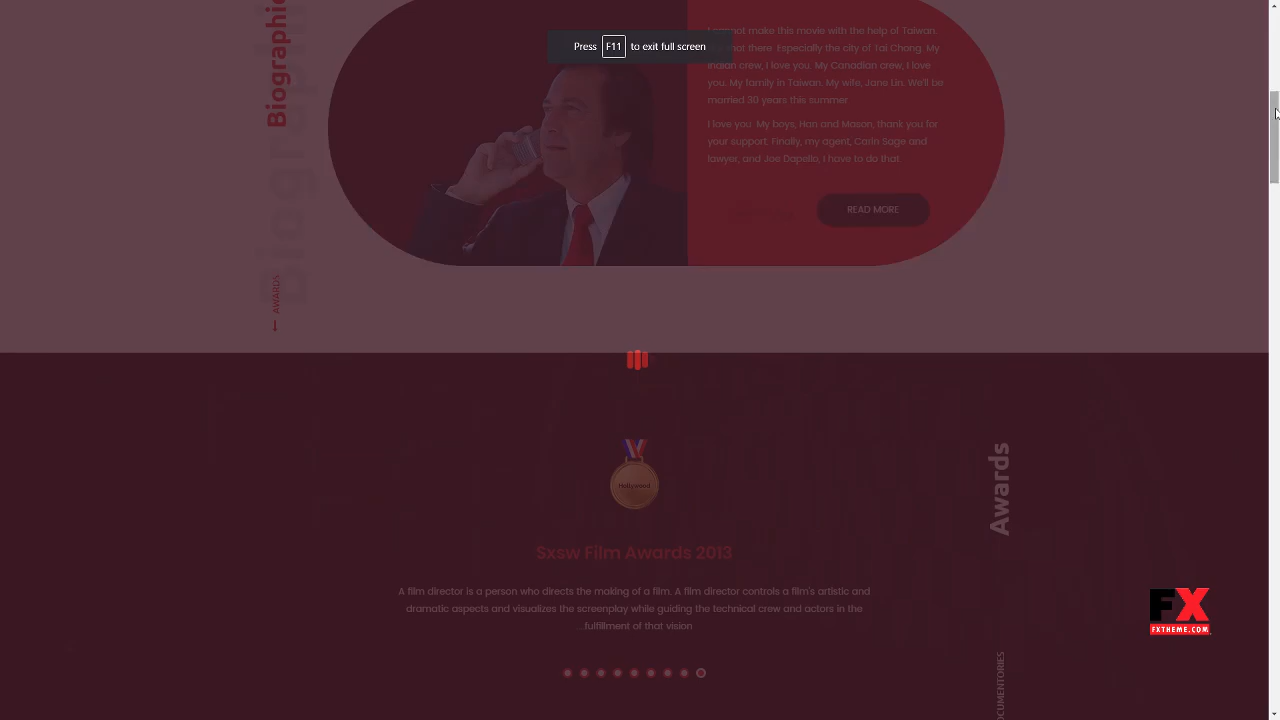 Press F11 to exit full screen
Biographic
not make this movie with the help of Taiwan.
shot there. Especially the city of Tai Chang. My
Indian crew, I love you. My Canadian crew, I love
you. My family in Taiwan. My wife, Jane Lin. We'll be
married 30 years this summer
I love you. My boys, Han and Mason, thank you for
your support. Finally, my agent, Carin Sage and
lawyer, and Joe Dapello, I have to do that
READ MORE
AWARDS
Hollywood
Awards
Sxsw Film Awards 2013
A film director is a person who directs the making of a film. A film director controls a film's artistic and
dramatic aspects and visualizes the screenplay while guiding the technical crew and actors in the
...fulfillment of that vision
FX
FXTHEME.COM
CUMENTORIES